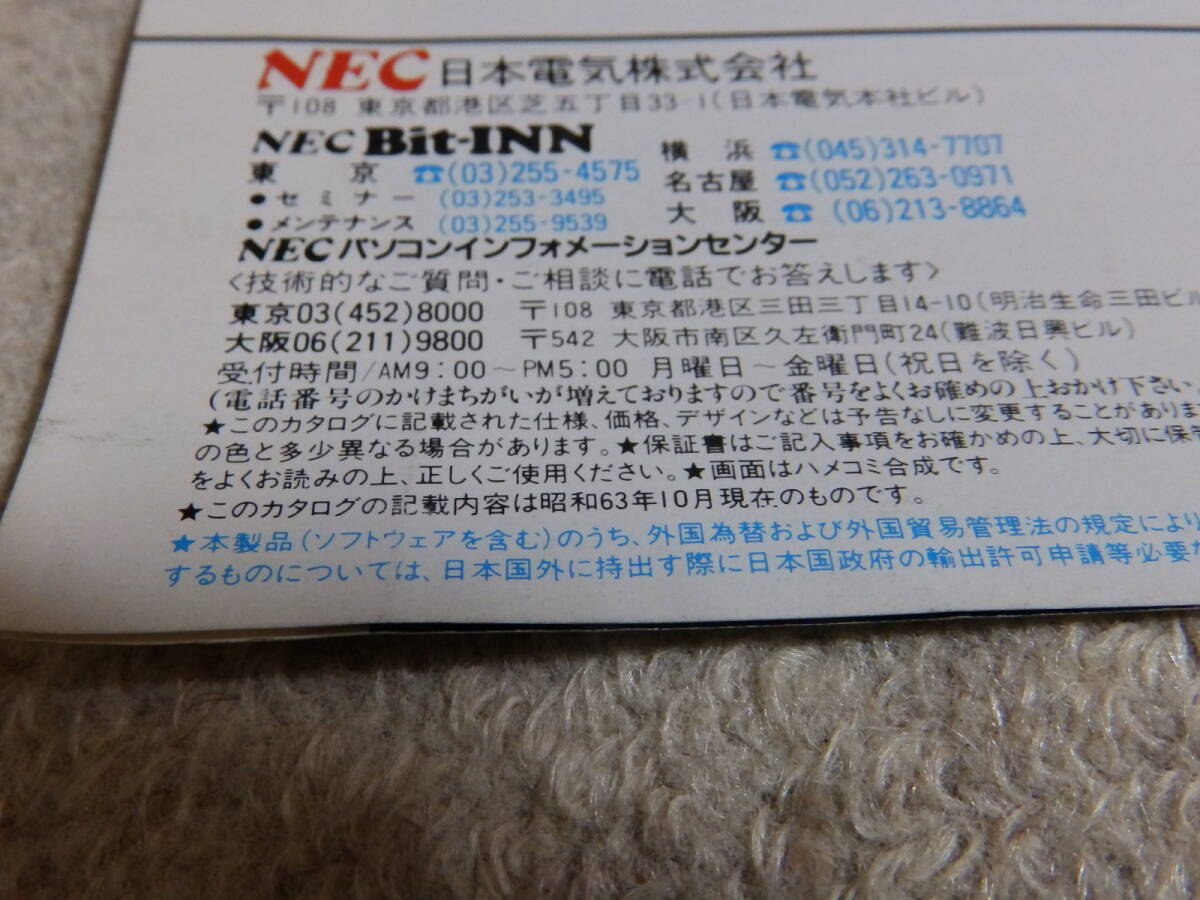 NEC 日本電気株式会社
〒108 東京都港区芝五丁目33-1(日本電気本社ビル)
NEC Bit-INN
東京 ☎(03)255-4575
●セミナー (03)253-3495
●メンテナンス (03)255-9539
横浜 ☎(045)314-7707
名古屋 ☎(052)263-0971
大阪 ☎(06)213-8864
NECパソコンインフォメーションセンター
〈技術的なご質問・ご相談に電話でお答えします〉
東京03(452)8000 〒108 東京都港区三田三丁目14-10(明治生命三田ビル
大阪06(211)9800 〒542 大阪市南区久左衛門町24(難波日興ビル)
受付時間/AM9:00〜PM5:00 月曜日〜金曜日(祝日を除く)
(電話番号のかけまちがいが増えておりますので番号をよくお確めの上おかけ下さい
★このカタログに記載された仕様、価格、デザインなどは予告なしに変更することがありま
の色と多少異なる場合があります。★保証書はご記入事項をお確かめの上、大切に保
をよくお読みの上、正しくご使用ください。★画面はハメコミ合成です。
★このカタログの記載内容は昭和63年10月現在のものです。
★本製品(ソフトウェアを含む)のうち、外国為替および外国貿易管理法の規定により
するものについては、日本国外に持出す際に日本国政府の輸出許可申請等必要な